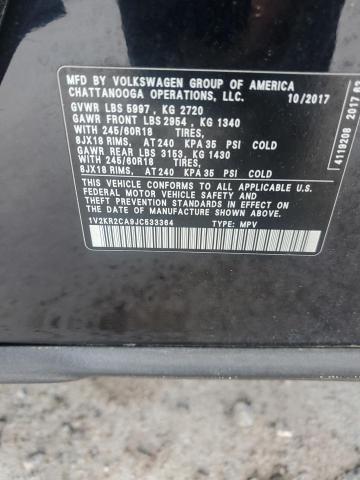 MFD. BY VOLKSWAGEN GROUP OF AMERICA
CHATTANOOGA OPERATIONS, LLC. 10/2017
GVWR LBS 5997 , KG 2720
GAWR FRONT LBS 2954 , KG 1340
WITH 245/60R18 TIRES,
8JX18 RIMS, AT 240 KPA 35 PSI COLD
GAWR REAR LBS 3153, KG 1430
WITH 245/60R18 TIRES,
8JX18 RIMS, AT 240 KPA 35 PSI COLD
THIS VEHICLE CONFORMS TO ALL APPLICABLE U.S.
FEDERAL MOTOR VEHICLE SAFETY, BUMPER AND
THEFT PREVENTION STANDARDS IN EFFECT ON THE
DATE OF MANUFACTURE SHOWN ABOVE.
1V2KR2CA9JC533364 TYPE: MPV
4119208 2017